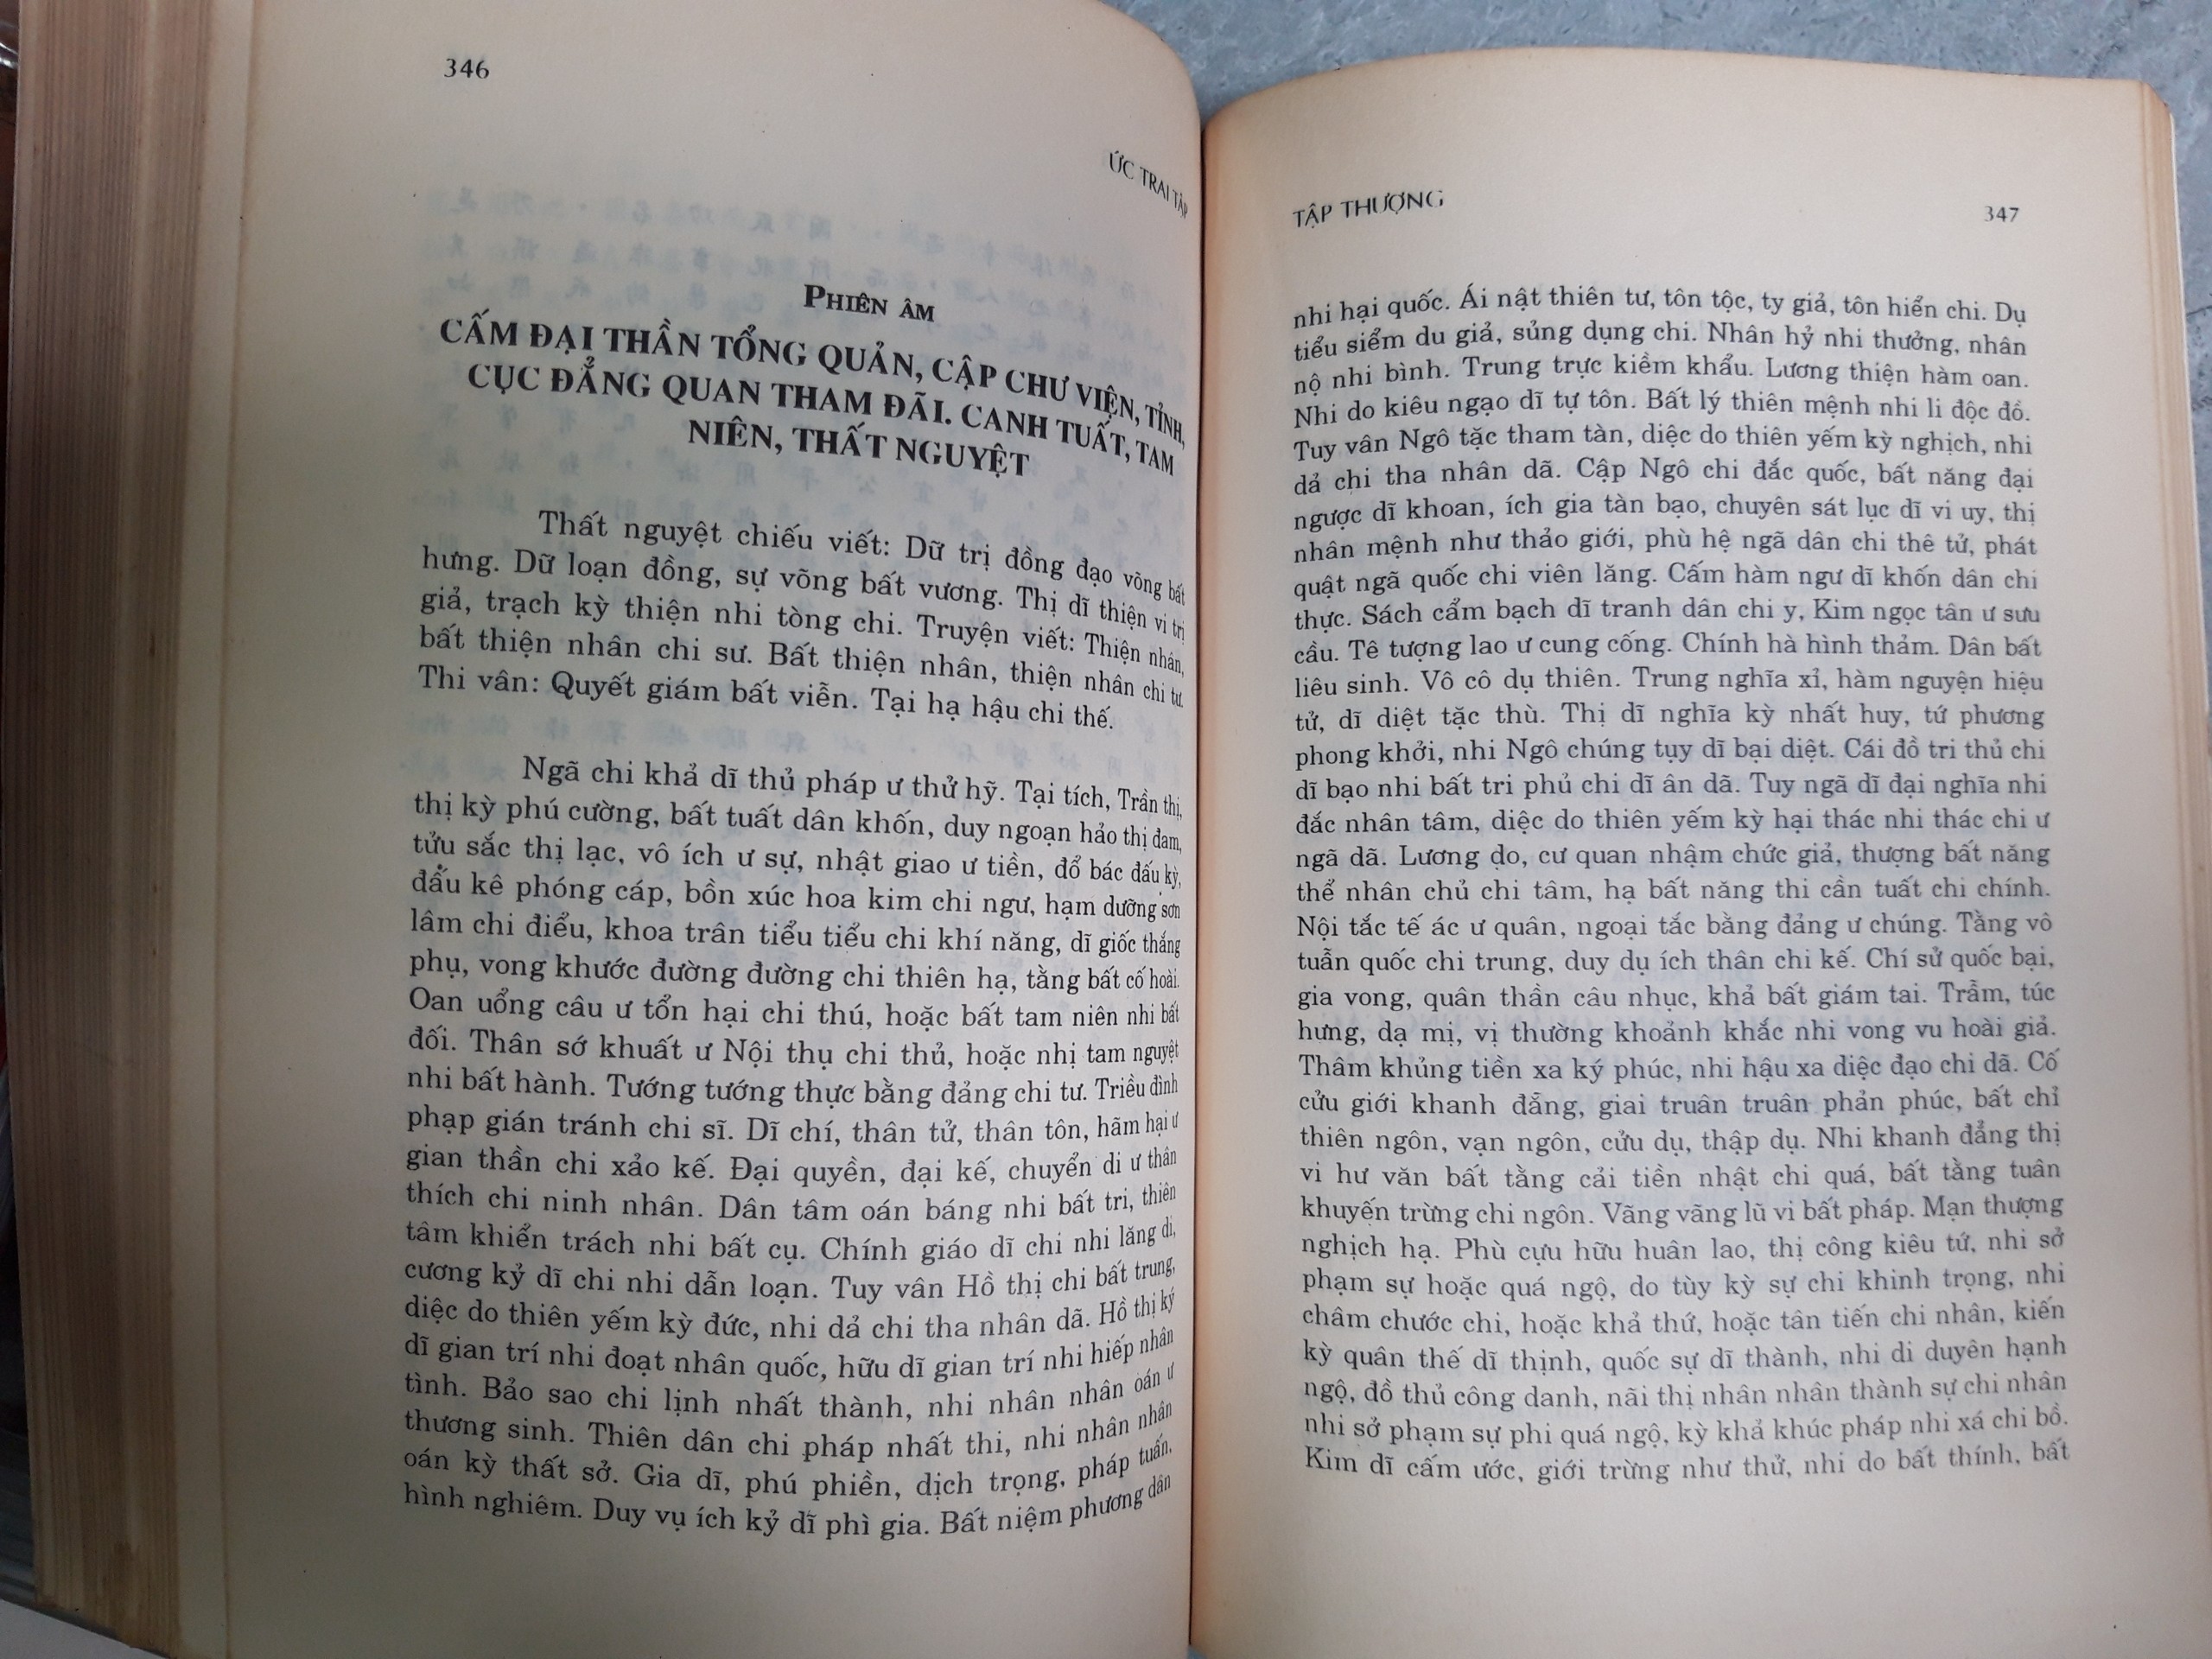 346
ỨC TRAI TẬP
PHIÊN ÂM
CẤM ĐẠI THẦN TỔNG QUẢN, CẬP CHƯ VIỆN, TỈNH,
CỤC ĐẲNG QUAN THAM ĐÃI. CANH TUẤT, TAM
NIÊN, THẤT NGUYỆT
Thất nguyệt chiếu viết: Dữ trị đồng đạo võng bất
hưng. Dữ loạn đồng, sự võng bất vương. Thị dĩ thiện vi trị
giả, trạch kỳ thiện nhi tòng chi. Truyện viết: Thiện nhân,
bất thiện nhân chi sư. Bất thiện nhân, thiện nhân chi tư.
Thi vân: Quyết giám bất viễn. Tại hạ hậu chi thế.
Ngã chi khả dĩ thủ pháp ư thử hỹ. Tại tích, Trần thị,
thị kỳ phú cường, bất tuất dân khốn, duy ngoạn hảo thị đam,
tửu sắc thị lạc, vô ích ư sự, nhật giao ư tiền, đổ bác đấu kỳ,
đấu kê phóng cáp, bồn xúc hoa kim chi ngư, hạm dưỡng sơn
lâm chi điểu, khoa trân tiểu tiểu chi khí năng, dĩ giốc thắng
phụ, vong khước đường đường chi thiên hạ, tằng bất cố hoài.
Oan uổng câu ư tổn hại chi thú, hoặc bất tam niên nhi bất
đối. Thân sớ khuất ư Nội thụ chi thủ, hoặc nhị tam nguyệt
nhi bất hành. Tướng tướng thực bằng đảng chi tư. Triều đình
phạp gián tránh chi sĩ. Dĩ chí, thân tử, thân tôn, hãm hại ư
gian thần chi xảo kế. Đại quyền, đại kế, chuyển di ư thân
thích chi ninh nhân. Dân tâm oán báng nhi bất tri, thiên
tâm khiển trách nhi bất cụ. Chính giáo dĩ chi nhi lăng di,
cương kỷ dĩ chi nhi dẫn loạn. Tuy vân Hồ thị chi bất trung,
diệc do thiên yếm kỳ đức, nhi dả chi tha nhân dã. Hồ thị ký
dĩ gian trí nhi đoạt nhân quốc, hữu dĩ gian trí nhi hiếp nhân
tình. Bảo sao chi lịnh nhất thành, nhi nhân nhân oán ư
thương sinh. Thiên dân chi pháp nhất thi, nhi nhân nhân
oán kỳ thất sở. Gia dĩ, phú phiền, dịch trọng, pháp tuấn,
hình nghiêm. Duy vụ ích kỷ dĩ phì gia. Bất niệm phương dân
TẬP THƯỢNG
347
nhi hại quốc. Ái nật thiên tư, tôn tộc, ty giả, tôn hiển chi. Dụ
tiểu siểm du giả, sủng dụng chi. Nhân hỷ nhi thưởng, nhân
nộ nhi bình. Trung trực kiềm khẩu. Lương thiện hàm oan.
Nhi do kiêu ngạo dĩ tự tôn. Bất lý thiên mệnh nhi li độc đồ.
Tuy vân Ngô tặc tham tàn, diệc do thiên yếm kỳ nghịch, nhi
dả chi tha nhân dã. Cập Ngô chi đắc quốc, bất năng đại
ngược dĩ khoan, ích gia tàn bạo, chuyên sát lục dĩ vi uy, thị
nhân mệnh như thảo giới, phù hệ ngã dân chi thê tử, phát
quật ngã quốc chi viên lăng. Cấm hàm ngư dĩ khốn dân chi
thực. Sách cẩm bạch dĩ tranh dân chi y, Kim ngọc tân ư sưu
cầu. Tê tượng lao ư cung cống. Chính hà hình thảm. Dân bất
liêu sinh. Vô cô dụ thiên. Trung nghĩa xỉ, hàm nguyện hiệu
tử, dĩ diệt tặc thù. Thị dĩ nghĩa kỳ nhất huy, tứ phương
phong khởi, nhi Ngô chúng tụy dĩ bại diệt. Cái đồ tri thủ chi
dĩ bạo nhi bất tri phủ chi dĩ ân dã. Tuy ngã dĩ đại nghĩa nhi
đắc nhân tâm, diệc do thiên yếm kỳ hại thác nhi thác chi ư
ngã dã. Lương do, cư quan nhậm chức giả, thượng bất năng
thể nhân chủ chi tâm, hạ bất năng thi cần tuất chi chính.
Nội tắc tế ác ư quân, ngoại tắc bằng đảng ư chúng. Tằng vô
tuẫn quốc chi trung, duy dụ ích thân chi kế. Chí sử quốc bại,
gia vong, quân thần câu nhục, khả bất giám tai. Trẫm, túc
hưng, dạ mị, vị thường khoảnh khắc nhi vong vu hoài giả.
Thâm khủng tiền xa ký phúc, nhi hậu xa diệc đạo chi dã. Cố
cửu giới khanh đẳng, giai truân truân phản phúc, bất chỉ
thiên ngôn, vạn ngôn, cửu dụ, thập dụ. Nhi khanh đẳng thị
vi hư văn bất tằng cải tiền nhật chi quá, bất tằng tuân
khuyến trừng chi ngôn. Vãng vãng lũ vi bất pháp. Mạn thượng
nghịch hạ. Phù cựu hữu huân lao, thị công kiêu tứ, nhi sở
phạm sự hoặc quá ngộ, do tùy kỳ sự chi khinh trọng, nhi
châm chước chi, hoặc khả thứ, hoặc tân tiến chi nhân, kiến
kỳ quân thế dĩ thịnh, quốc sự dĩ thành, nhi di duyên hạnh
ngộ, đồ thủ công danh, nãi thị nhân nhân thành sự chi nhân
nhi sở phạm sự phi quá ngộ, kỳ khả khúc pháp nhi xá chi bồ.
Kim dĩ cấm ước, giới trừng như thử, nhi do bất thính, bất